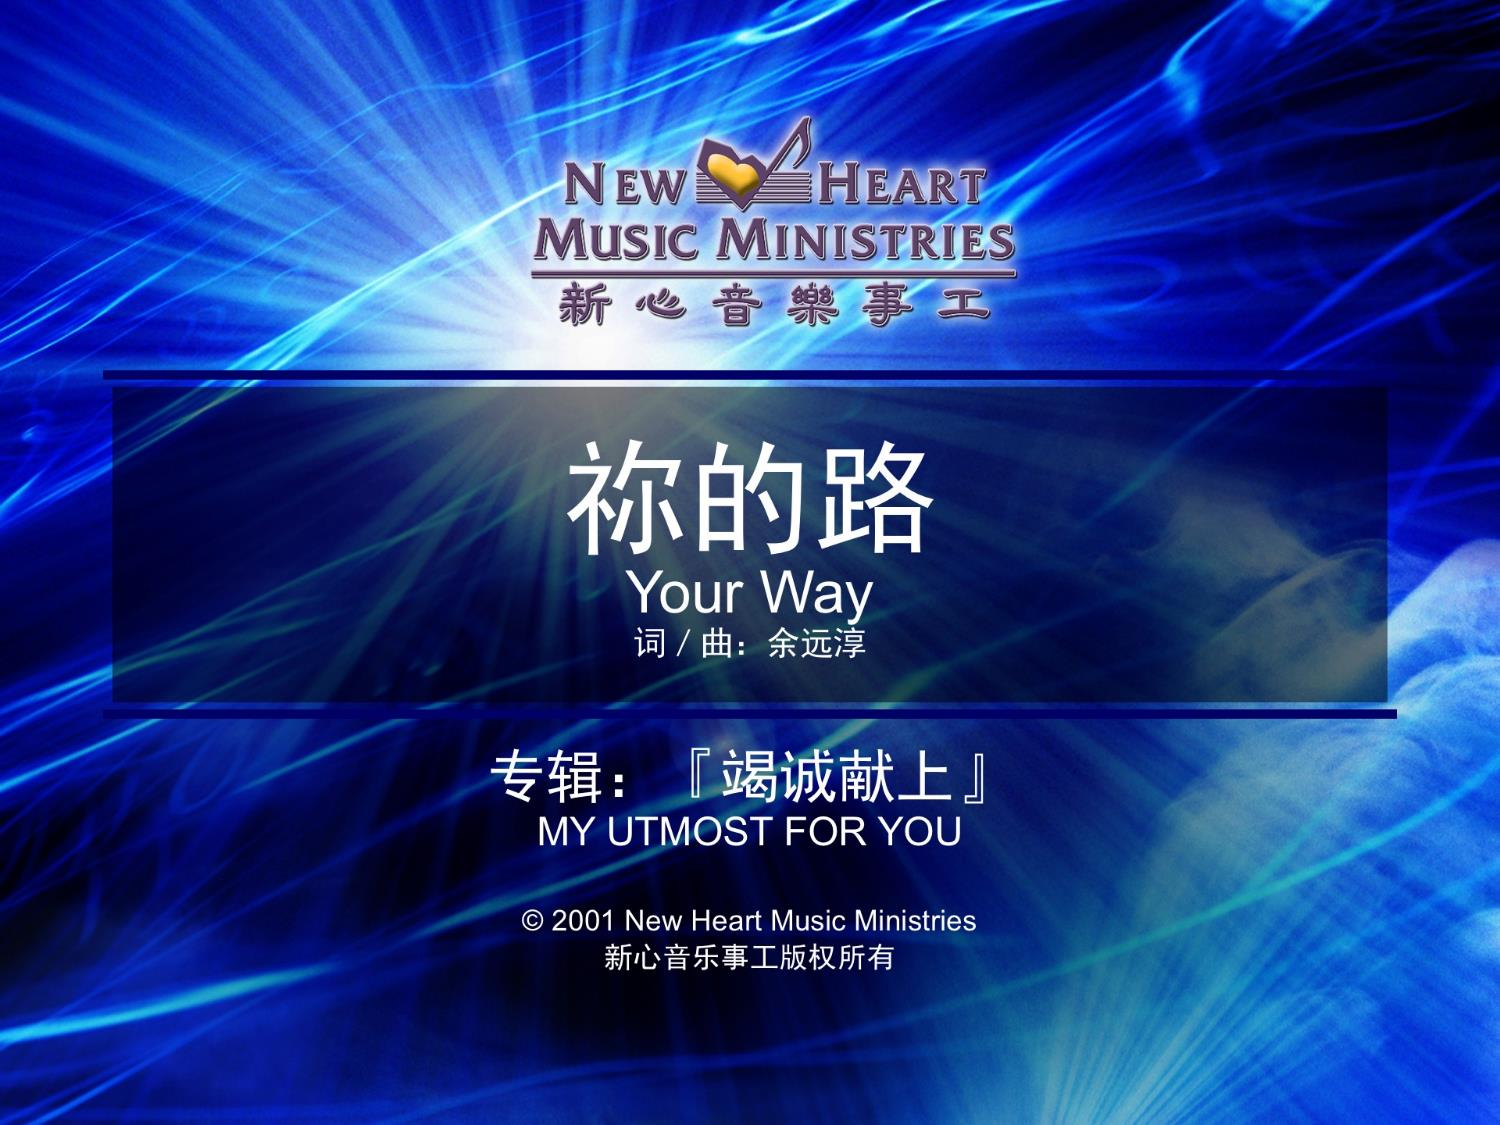 NEW HEART
MUSIC MINISTRIES
新心音樂事工
祢的路
Your Way
词 / 曲：余远淳
专辑：『竭诚献上』
MY UTMOST FOR YOU
© 2001 New Heart Music Ministries
新心音乐事工版权所有